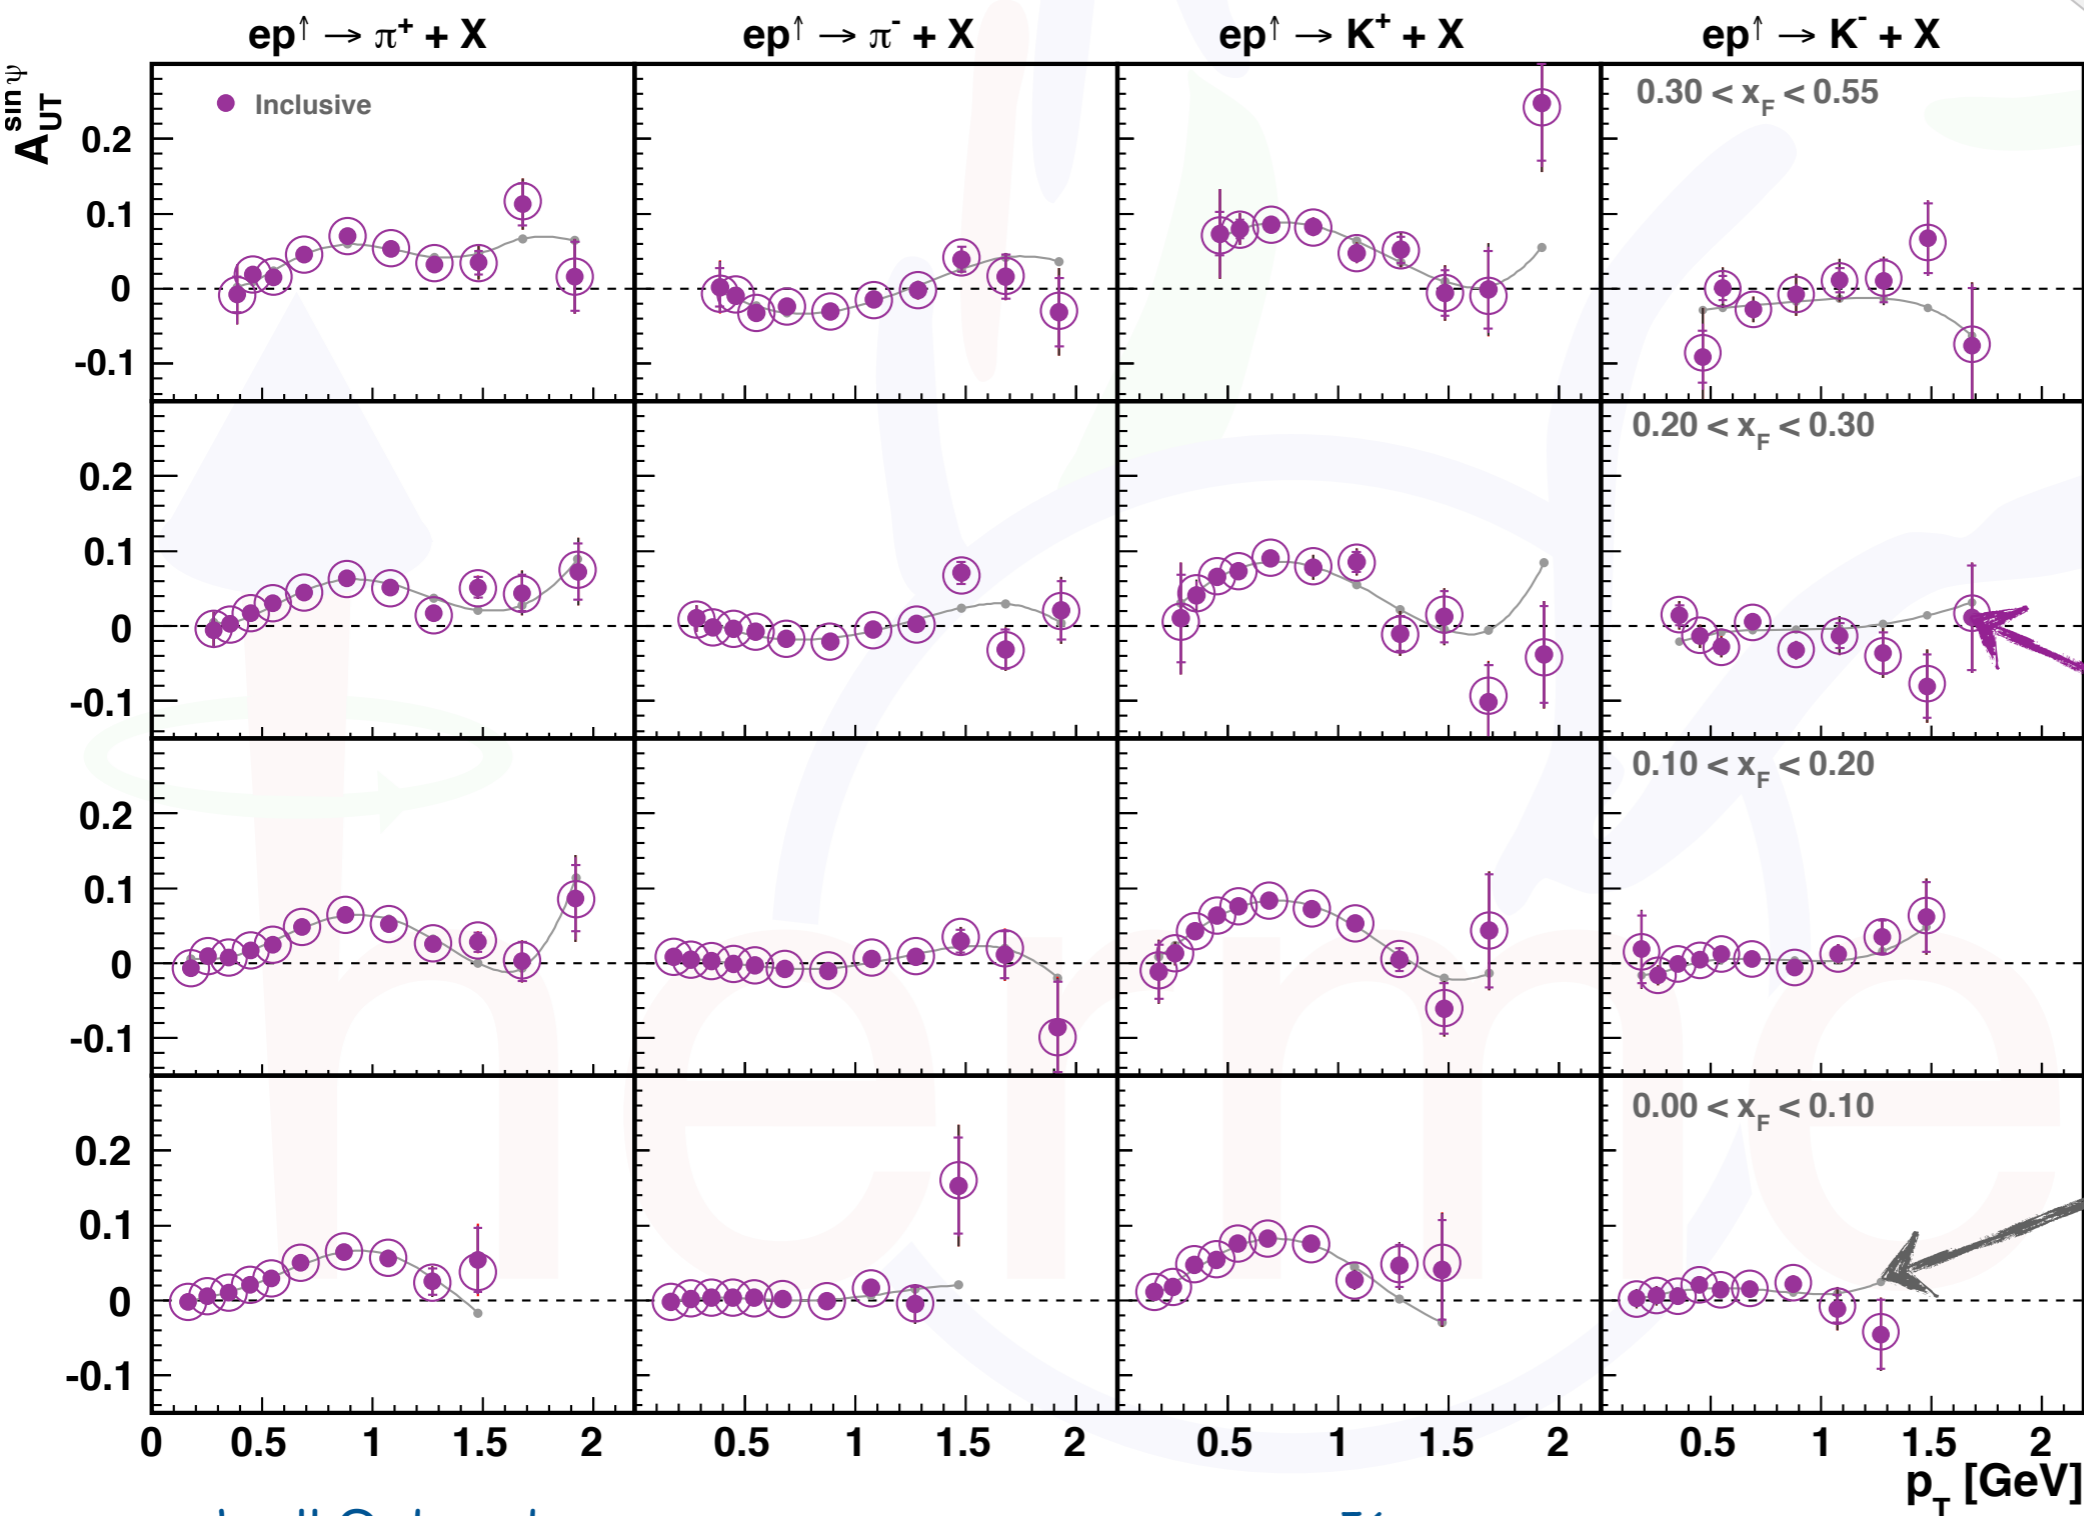 ep↑ → π⁺ + X
ep↑ → π⁻ + X
ep↑ → K⁺ + X
ep↑ → K⁻ + X
A_UT^sin ψ
Inclusive
0.30 < x_F < 0.55
0.2
0.1
0
-0.1
0.20 < x_F < 0.30
0.2
0.1
0
-0.1
0.10 < x_F < 0.20
0.2
0.1
0
-0.1
0.00 < x_F < 0.10
0.2
0.1
0
-0.1
0 0.5 1 1.5 2 0.5 1 1.5 2 0.5 1 1.5 2 0.5 1 1.5 2
p_T [GeV]